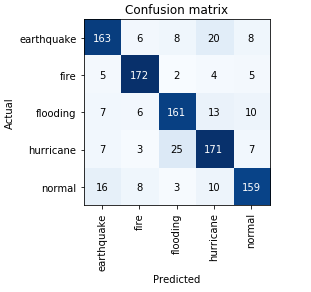 Confusion matrix
earthquake 163 6 8 20 8
fire 5 172 2 4 5
flooding 7 6 161 13 10
hurricane 7 3 25 171 7
normal 16 8 3 10 159
Actual
earthquake fire flooding hurricane normal
Predicted